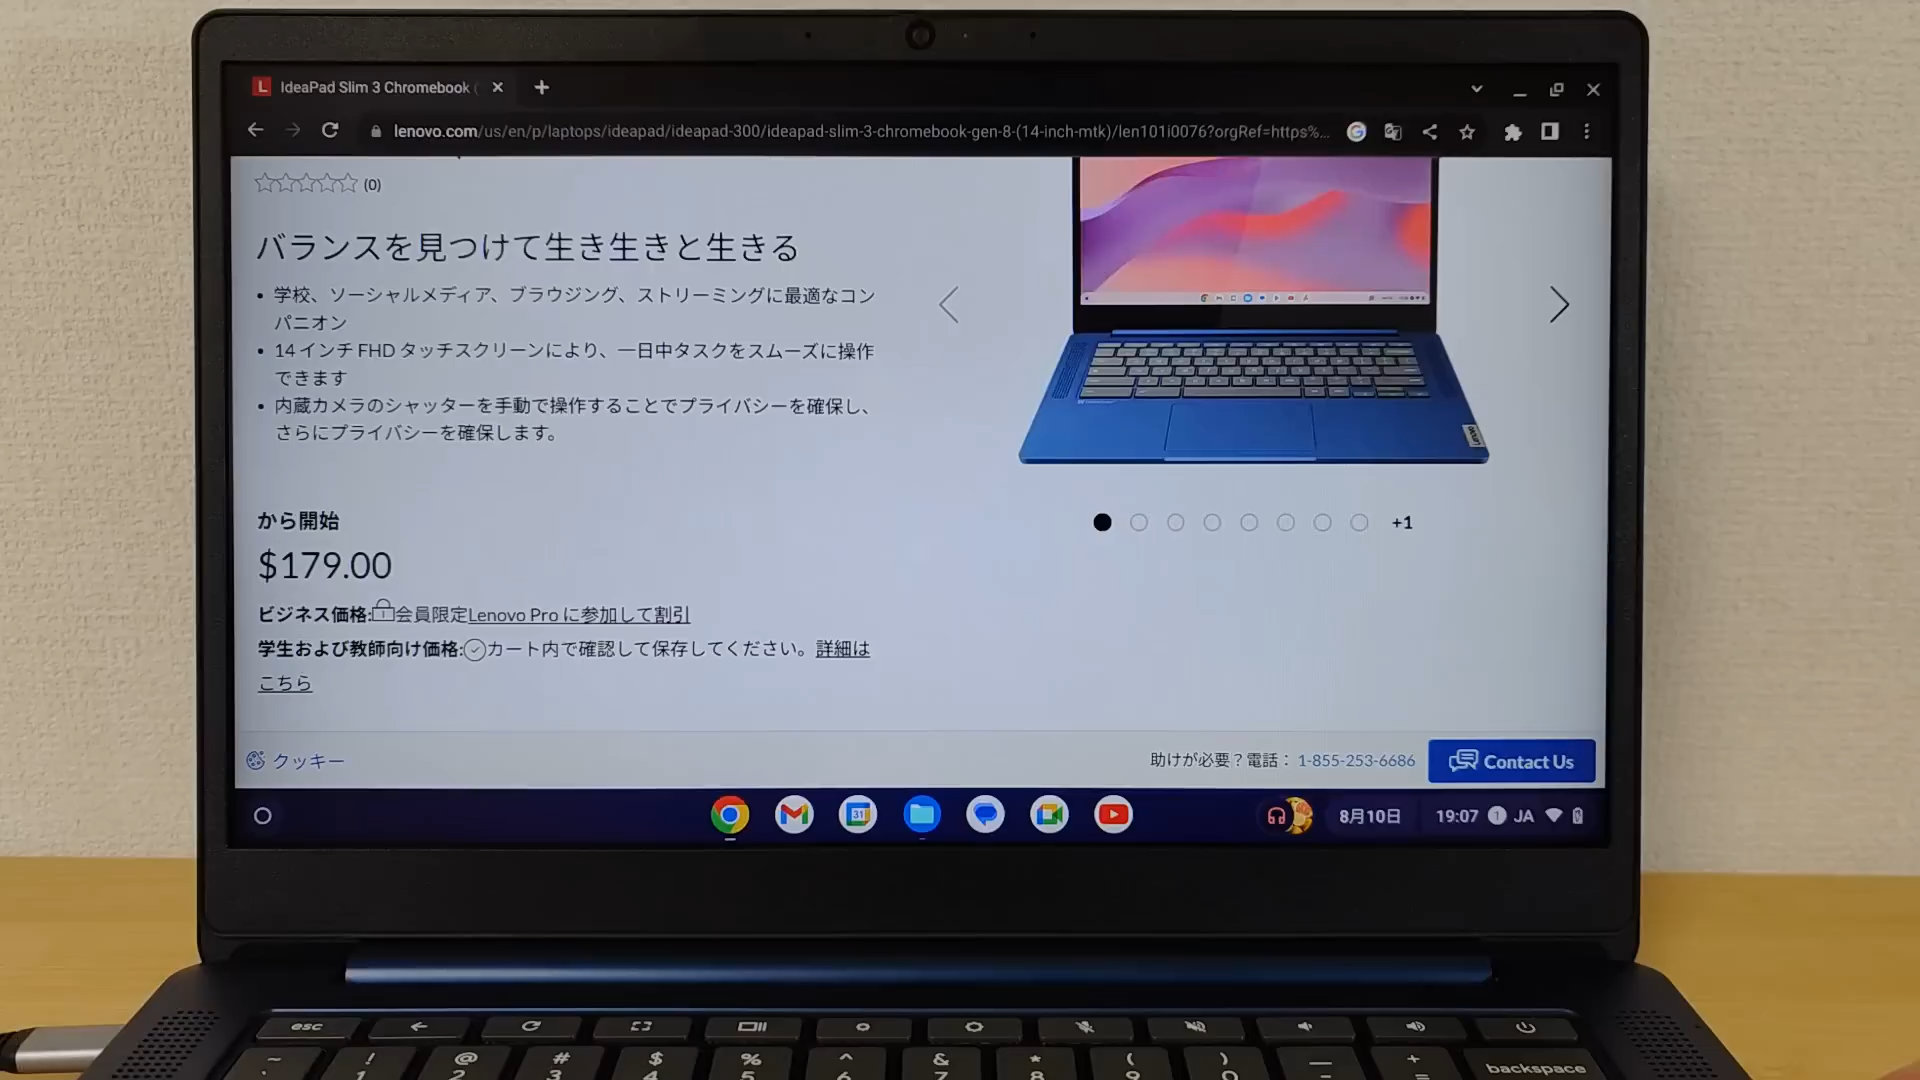 L IdeaPad Slim 3 Chromebook (
lenovo.com/us/en/p/laptops/ideapad/ideapad-300/ideapad-slim-3-chromebook-gen-8-(14-inch-mtk)/len101i0076?orgRef=https%...
(0)
バランスを見つけて生き生きと生きる
• 学校、ソーシャルメディア、ブラウジング、ストリーミングに最適なコン
パニオン
• 14 インチ FHD タッチスクリーンにより、一日中タスクをスムーズに操作
できます
• 内蔵カメラのシャッターを手動で操作することでプライバシーを確保し、
さらにプライバシーを確保します。
Lenovo
+1
から開始
$179.00
ビジネス価格:会員限定Lenovo Pro に参加して割引
学生および教師向け価格:カート内で確認して保存してください。詳細は
こちら
クッキー
助けが必要？電話： 1-855-253-6686
Contact Us
31
8月10日
19:07 1 JA
esc
~ ! @ # $ % ^ & * ( ) — +
1 2 3 4 5 6 7 8 9 0 backspace